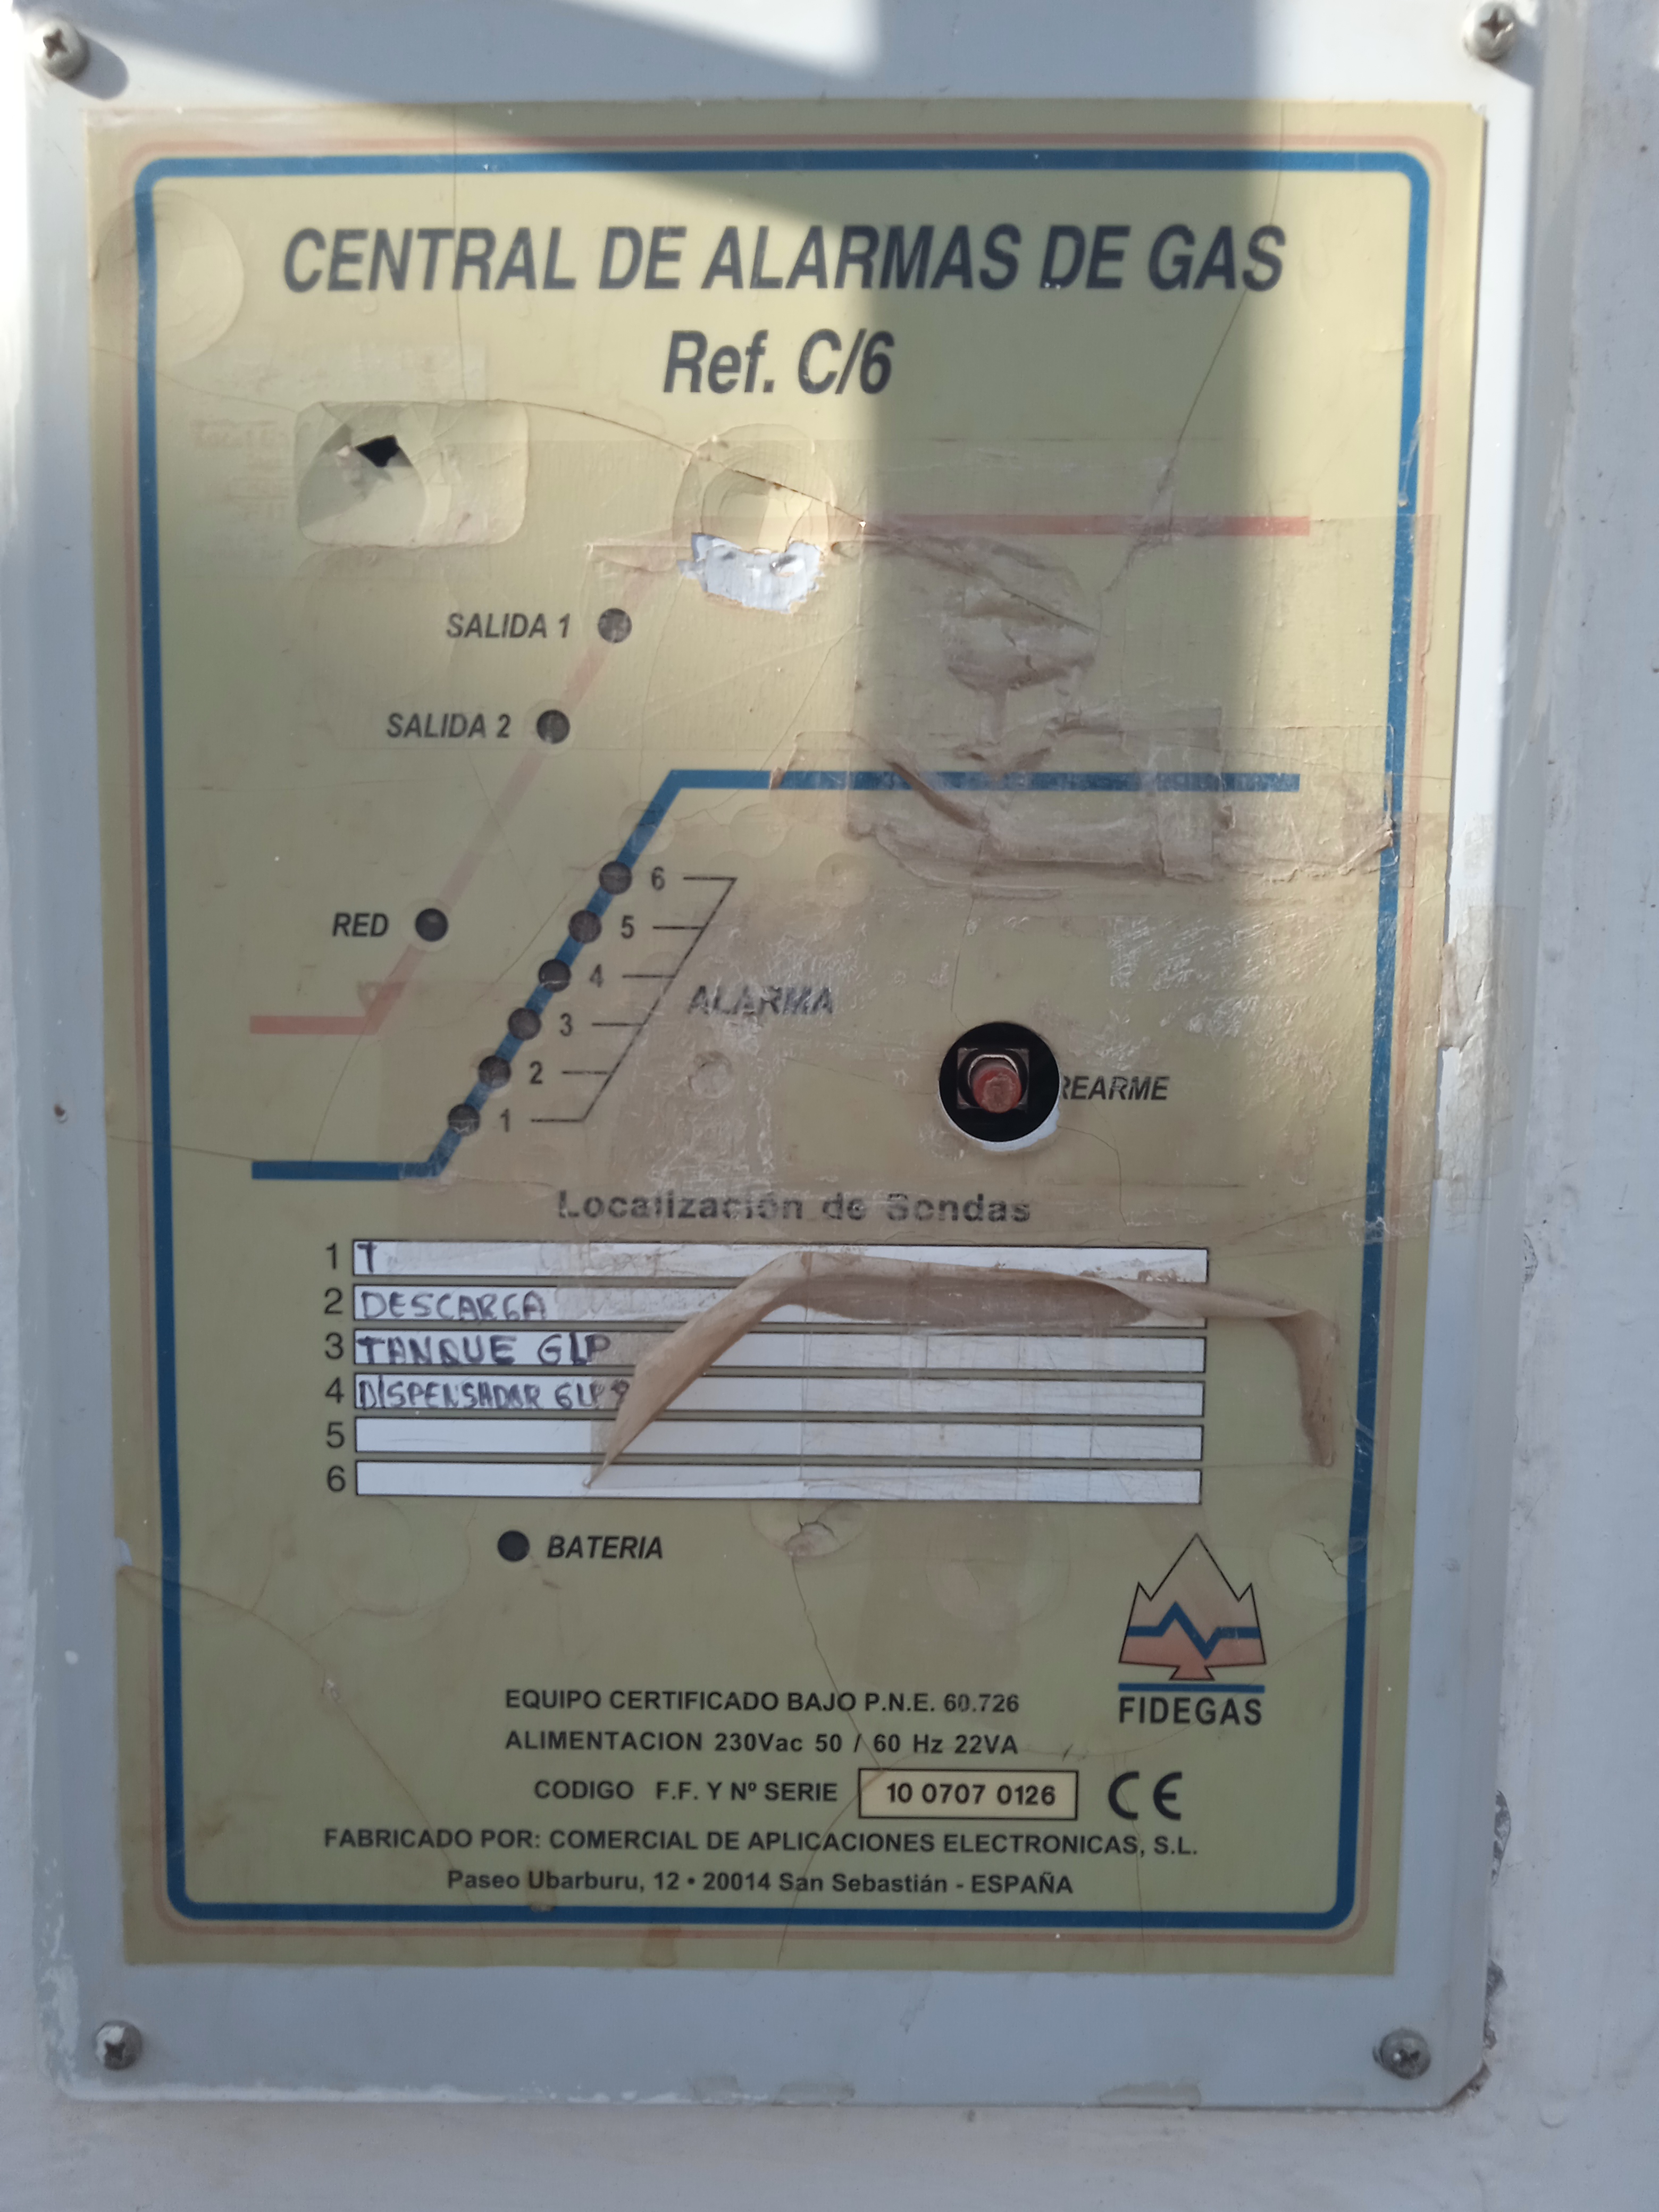 CENTRAL DE ALARMAS DE GAS
Ref. C/6
SALIDA 1
SALIDA 2
6
RED
5
4
ALARMA
3
2
REARME
1
Localización de Sondas
1 T
2 DESCARGA
3 TANQUE GLP
4 DISPENSADOR GLP
5
6
BATERIA
FIDEGAS
EQUIPO CERTIFICADO BAJO P.N.E. 60.726
ALIMENTACION 230Vac 50 / 60 Hz 22VA
CODIGO F.F. Y Nº SERIE 10 0707 0126 CE
FABRICADO POR: COMERCIAL DE APLICACIONES ELECTRONICAS, S.L.
Paseo Ubarburu, 12 • 20014 San Sebastián - ESPAÑA